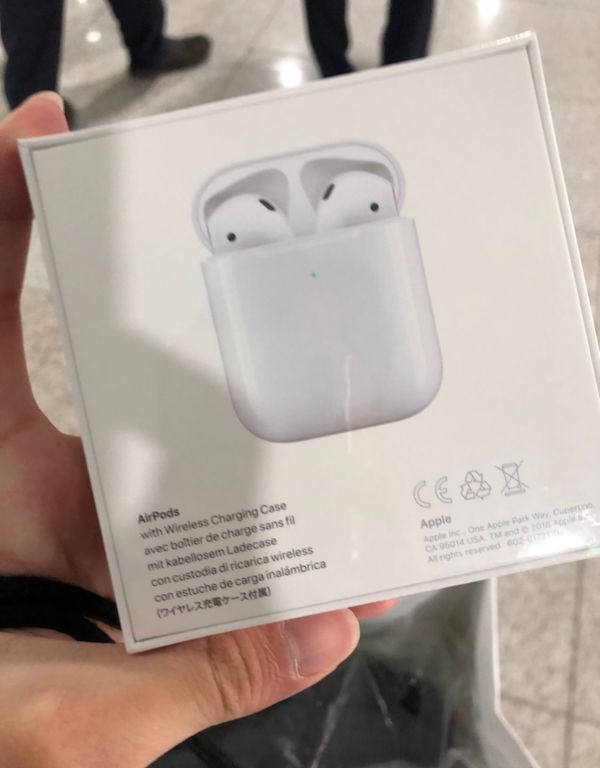 AirPods
with Wireless Charging Case
avec boîtier de charge sans fil
mit kabellosem Ladecase
con custodia di ricarica wireless
con estuche de carga inalámbrica
(ワイヤレス充電ケース付属)
CE
Apple
Apple Inc., One Apple Park Way, Cupertino,
CA 95014 USA. TM and © 2018 Apple
All rights reserved.